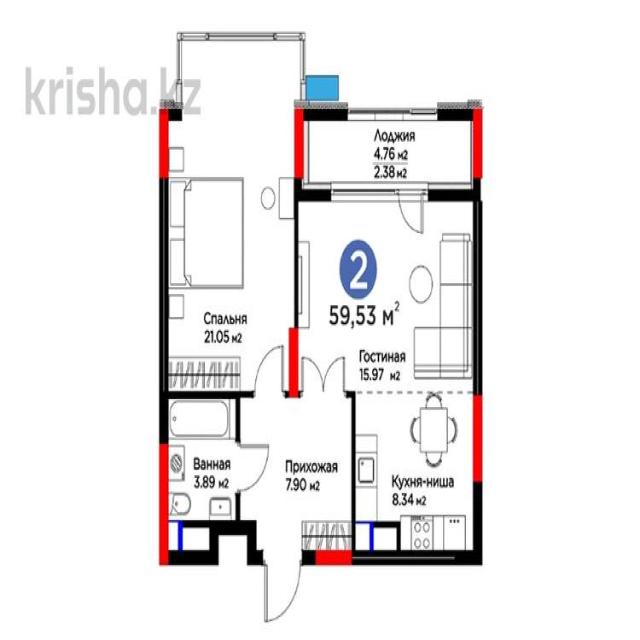 krisha.kz
Лоджия
4.76 м2
2.38 м2
2
59,53 м2
Спальня
21.05 м2
Гостиная
15.97 м2
Ванная
3.89 м2
Прихожая
7.90 м2
Кухня-ниша
8.34 м2